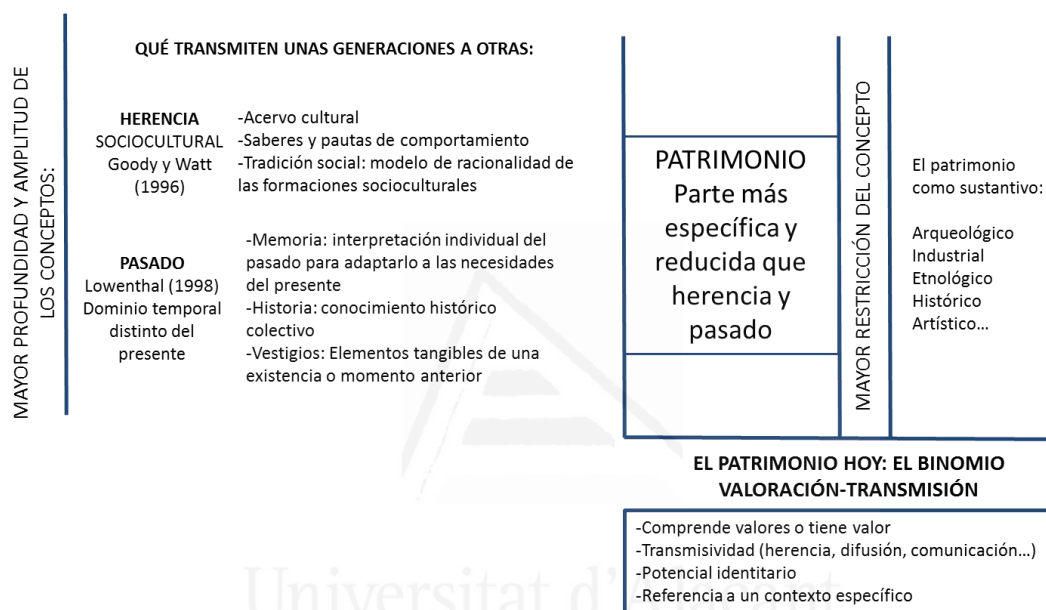 MAYOR PROFUNDIDAD Y AMPLITUD DE
LOS CONCEPTOS:
QUÉ TRANSMITEN UNAS GENERACIONES A OTRAS:
HERENCIA
SOCIOCULTURAL
Goody y Watt
(1996)
-Acervo cultural
-Saberes y pautas de comportamiento
-Tradición social: modelo de racionalidad de
las formaciones socioculturales
PASADO
Lowenthal (1998)
Dominio temporal
distinto del
presente
-Memoria: interpretación individual del
pasado para adaptarlo a las necesidades
del presente
-Historia: conocimiento histórico
colectivo
-Vestigios: Elementos tangibles de una
existencia o momento anterior
PATRIMONIO
Parte más
específica y
reducida que
herencia y
pasado
MAYOR RESTRICCIÓN DEL CONCEPTO
El patrimonio
como sustantivo:
Arqueológico
Industrial
Etnológico
Histórico
Artístico...
EL PATRIMONIO HOY: EL BINOMIO
VALORACIÓN-TRANSMISIÓN
-Comprende valores o tiene valor
-Transmisividad (herencia, difusión, comunicación...)
-Potencial identitario
-Referencia a un contexto específico
Universitat d'Alacant